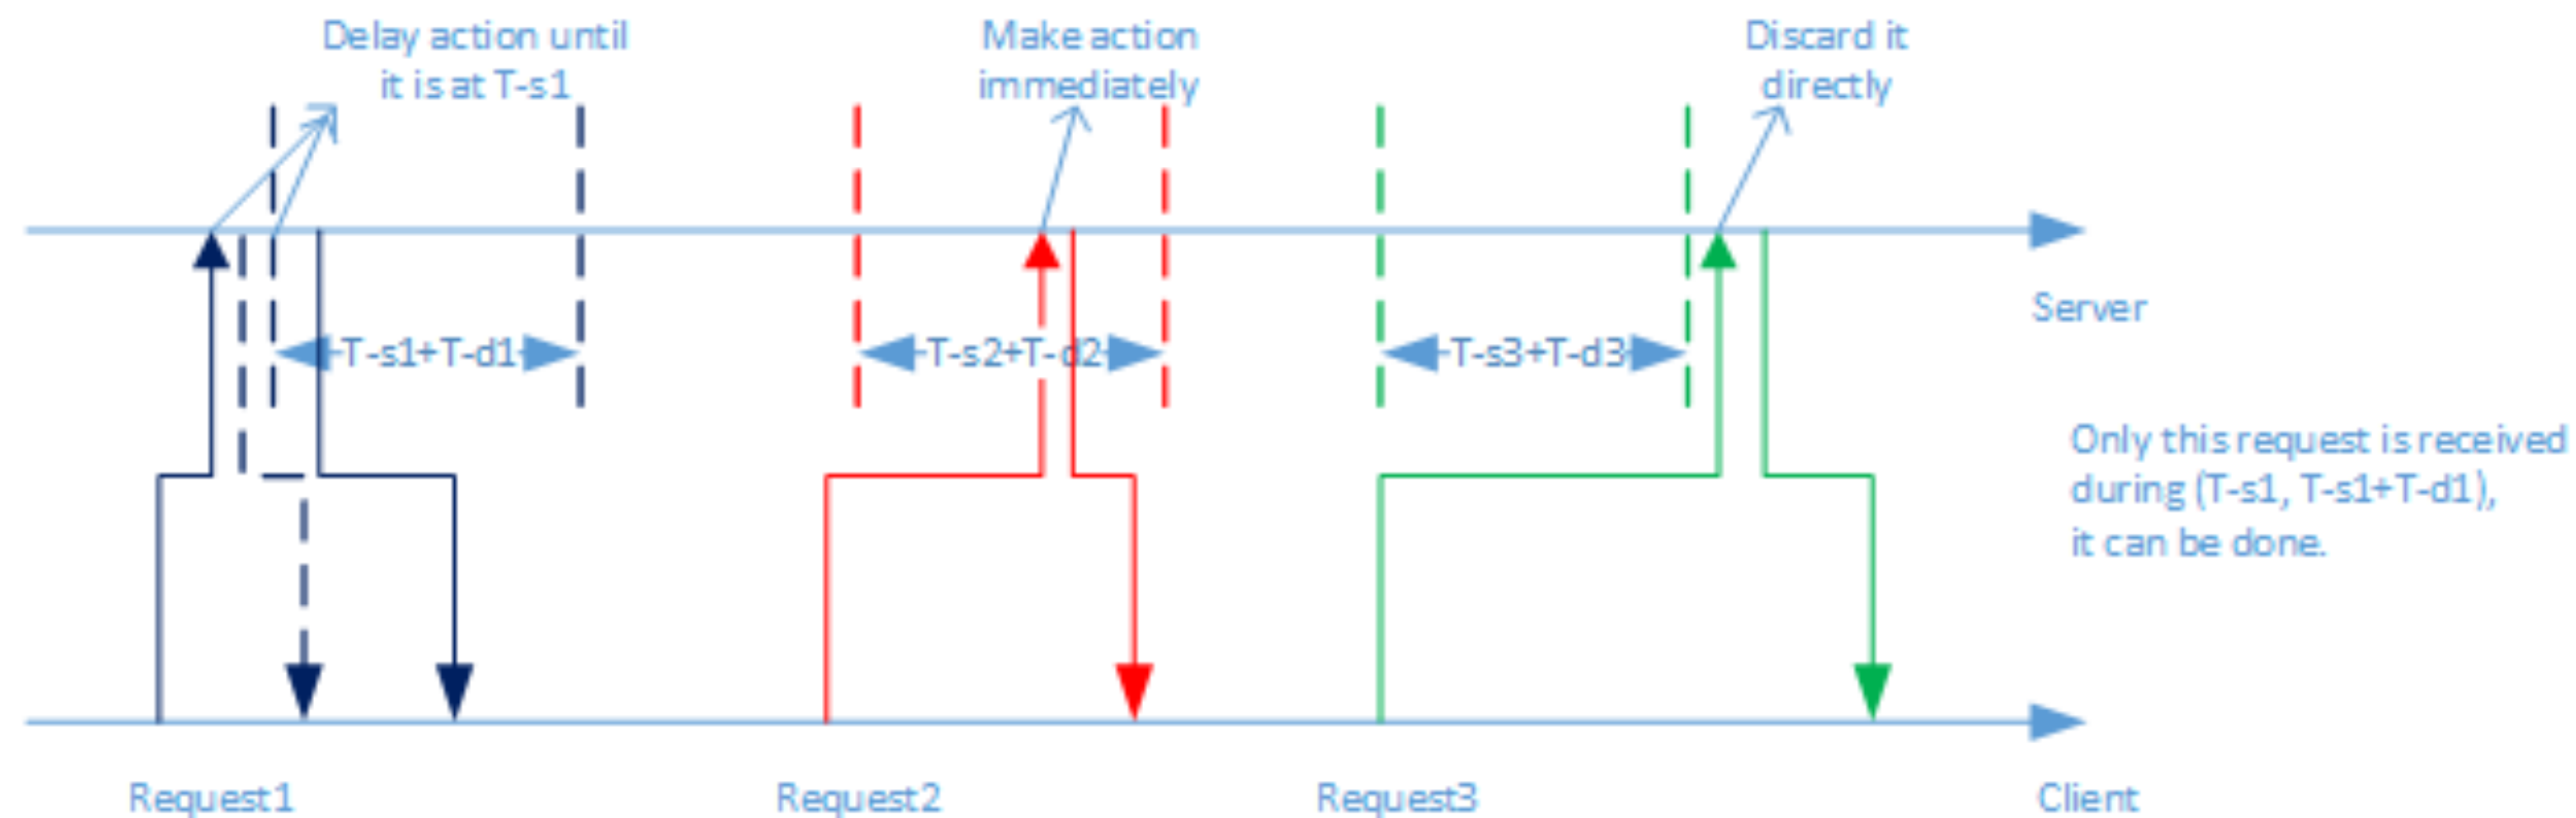 Delay action until
it is at T-s1
Make action
immediately
Discard it
directly
Server
T-s1+T-d1
T-s2+T-d2
T-s3+T-d3
Only this request is received
during (T-s1, T-s1+T-d1),
it can be done.
Request1
Request2
Request3
Client